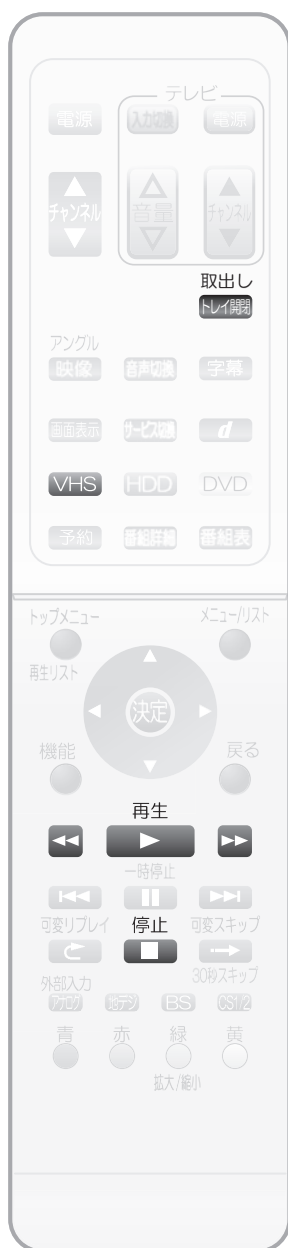 テレビ
電源 入力切換 電源
チャンネル 音量 チャンネル
取出し
トレイ開閉
アングル
映像 音声切換 字幕
画面表示 サービス切換 d
VHS HDD DVD
予約 番組詳細 番組表
トップメニュー メニュー/リスト
再生リスト
決定
機能 戻る
再生
一時停止
可変リプレイ 停止 可変スキップ
外部入力 30秒スキップ
アナログ 地デジ BS CS1/2
青 赤 緑 黄
拡大/縮小